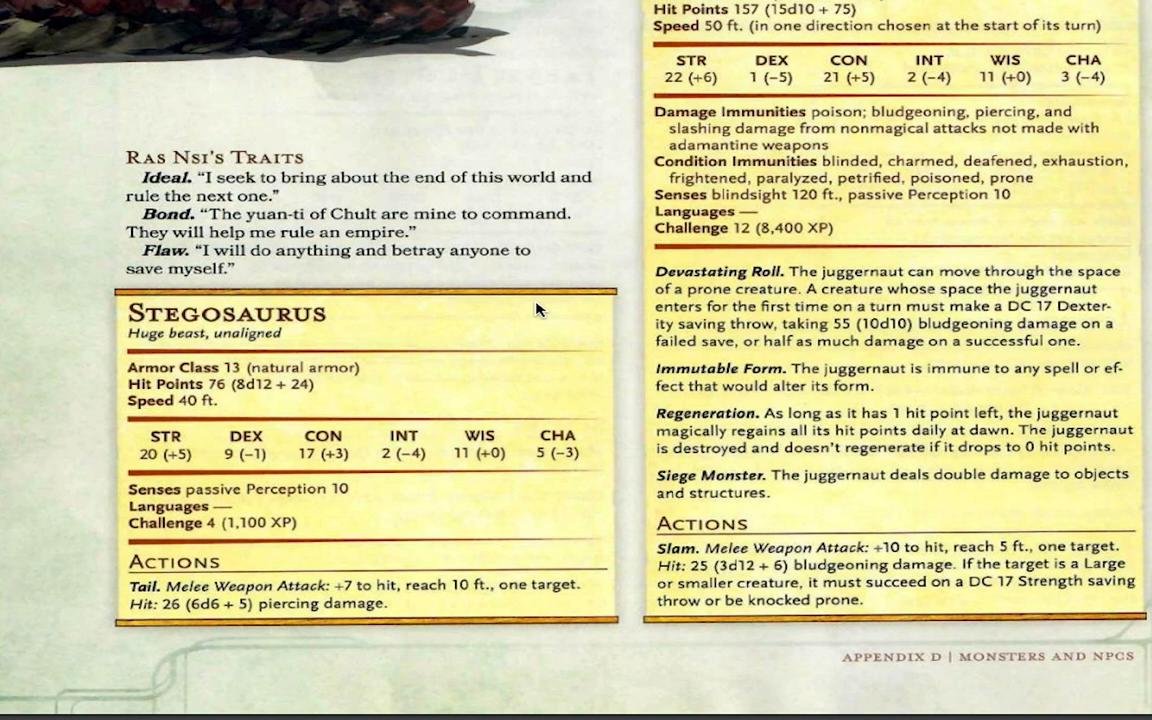 RAS NSI'S TRAITS
Ideal. “I seek to bring about the end of this world and
rule the next one.”
Bond. “The yuan-ti of Chult are mine to command.
They will help me rule an empire.”
Flaw. “I will do anything and betray anyone to
save myself.”
STEGOSAURUS
Huge beast, unaligned
Armor Class 13 (natural armor)
Hit Points 76 (8d12 + 24)
Speed 40 ft.
STR DEX CON INT WIS CHA
20 (+5) 9 (−1) 17 (+3) 2 (−4) 11 (+0) 5 (−3)
Senses passive Perception 10
Languages —
Challenge 4 (1,100 XP)
ACTIONS
Tail. Melee Weapon Attack: +7 to hit, reach 10 ft., one target.
Hit: 26 (6d6 + 5) piercing damage.
Hit Points 157 (15d10 + 75)
Speed 50 ft. (in one direction chosen at the start of its turn)
STR DEX CON INT WIS CHA
22 (+6) 1 (−5) 21 (+5) 2 (−4) 11 (+0) 3 (−4)
Damage Immunities poison; bludgeoning, piercing, and
slashing damage from nonmagical attacks not made with
adamantine weapons
Condition Immunities blinded, charmed, deafened, exhaustion,
frightened, paralyzed, petrified, poisoned, prone
Senses blindsight 120 ft., passive Perception 10
Languages —
Challenge 12 (8,400 XP)
Devastating Roll. The juggernaut can move through the space
of a prone creature. A creature whose space the juggernaut
enters for the first time on a turn must make a DC 17 Dexter-
ity saving throw, taking 55 (10d10) bludgeoning damage on a
failed save, or half as much damage on a successful one.
Immutable Form. The juggernaut is immune to any spell or ef-
fect that would alter its form.
Regeneration. As long as it has 1 hit point left, the juggernaut
magically regains all its hit points daily at dawn. The juggernaut
is destroyed and doesn't regenerate if it drops to 0 hit points.
Siege Monster. The juggernaut deals double damage to objects
and structures.
ACTIONS
Slam. Melee Weapon Attack: +10 to hit, reach 5 ft., one target.
Hit: 25 (3d12 + 6) bludgeoning damage. If the target is a Large
or smaller creature, it must succeed on a DC 17 Strength saving
throw or be knocked prone.
APPENDIX D | MONSTERS AND NPCS